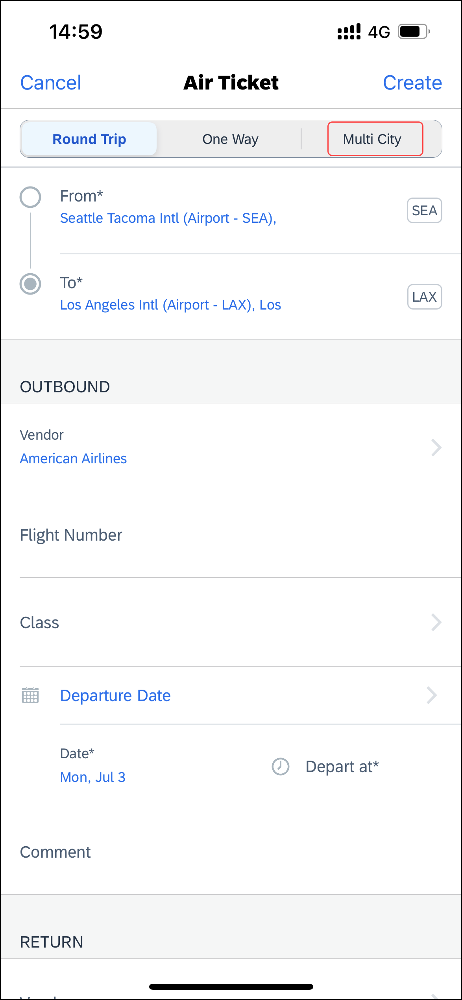 14:59
4G
Cancel
Air Ticket
Create
Round Trip
One Way
Multi City
From*
Seattle Tacoma Intl (Airport - SEA),
SEA
To*
Los Angeles Intl (Airport - LAX), Los
LAX
OUTBOUND
Vendor
American Airlines
Flight Number
Class
Departure Date
Date*
Mon, Jul 3
Depart at*
Comment
RETURN